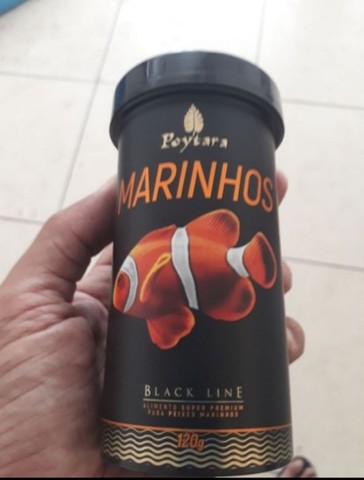 Poytara
MARINHOS
BLACK LINE
ALIMENTO SUPER PREMIUM
PARA PEIXES MARINHOS
120g